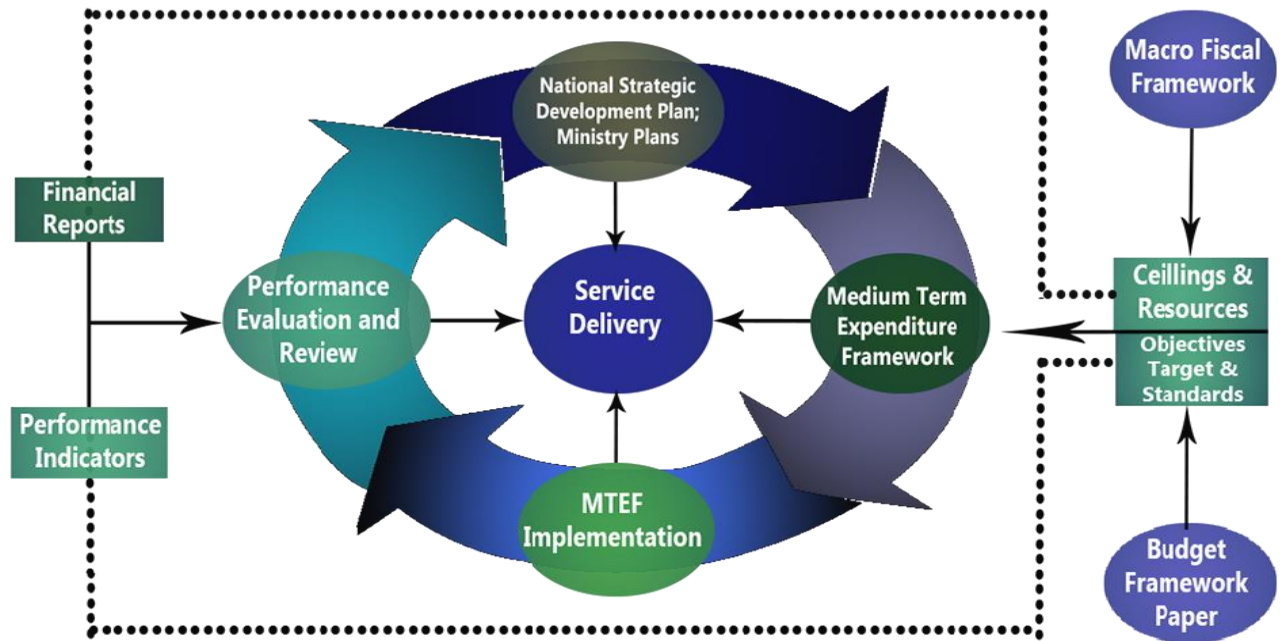 National Strategic
Development Plan;
Ministry Plans
Macro Fiscal
Framework
Financial
Reports
Performance
Evaluation and
Review
Service
Delivery
Medium Term
Expenditure
Framework
Ceillings &
Resources
Objectives
Target &
Standards
Performance
Indicators
MTEF
Implementation
Budget
Framework
Paper